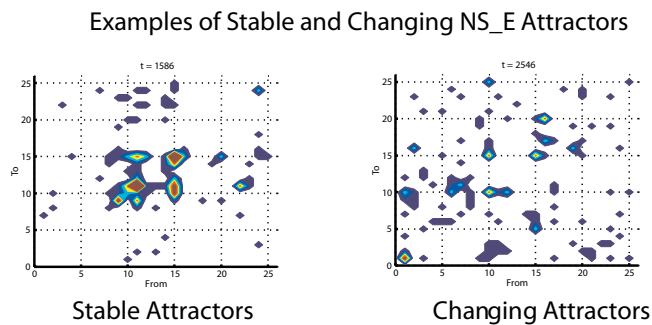 Examples of Stable and Changing NS_E Attractors
t = 1586
25
20
15
10
5
0
To
0 5 10 15 20 25
From
Stable Attractors
t = 2546
25
20
15
10
5
0
To
0 5 10 15 20 25
From
Changing Attractors